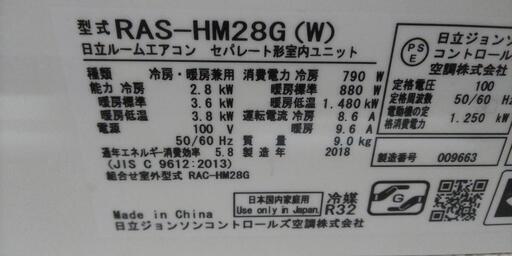 型式 RAS-HM28G (W)
日立ルームエアコン セパレート形室内ユニット
種類 冷房・暖房兼用
能力 冷房 2.8 kW
暖房標準 3.6 kW
暖房低温 3.8 kW
電源 100 V
50/60 Hz
通年エネルギー消費効率 5.8
(JIS C 9612:2013)
組合せ室外型式 RAC-HM28G
消費電力 冷房 790 W
暖房標準 880 W
暖房低温 1.480 kW
運転電流 冷房 8.6 A
暖房 9.6 A
質量 9.0 kg
製造年 2018
日本国内家庭用
Use only in Japan
冷媒
R32
Made in China
日立ジョンソンコントロールズ空調株式会社
PS
E
日立ジョンソン
コントロールズ
空調株式会
定格電圧 100
定格周波数 50/60 Hz
電動機の定
格消費電力 1.250 kW
製造番号 009663
G